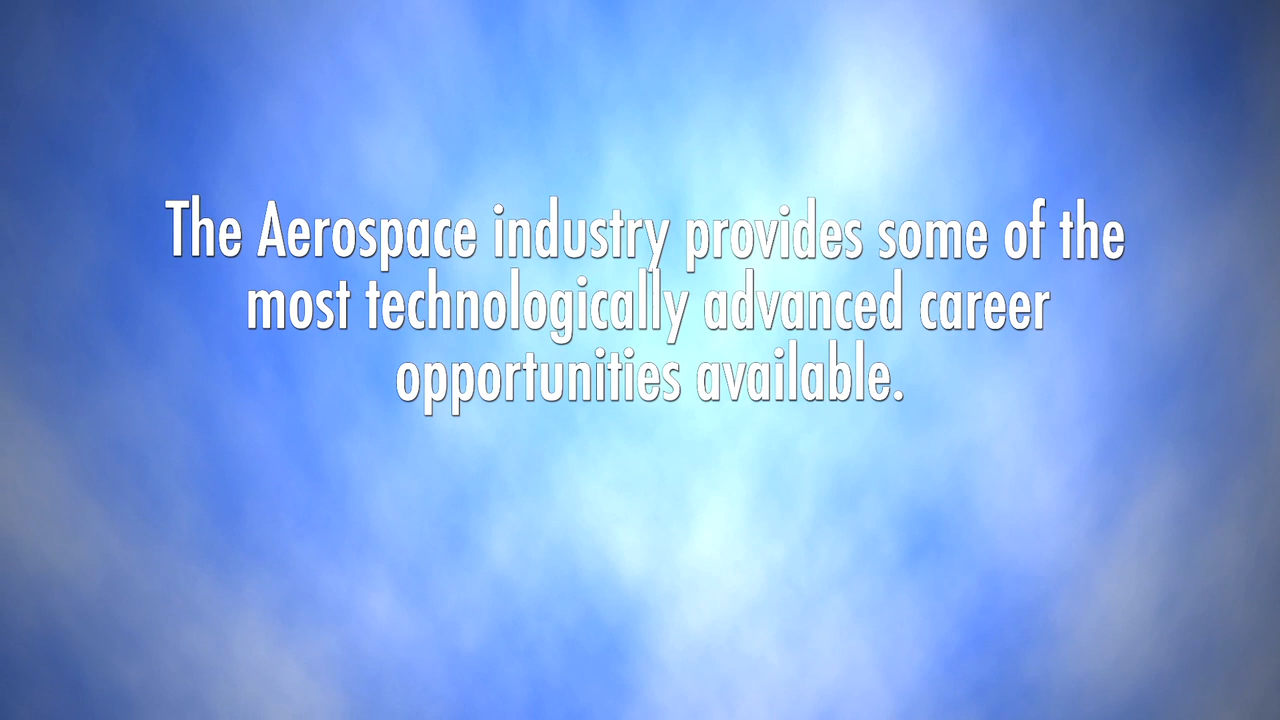 The Aerospace industry provides some of the
most technologically advanced career
opportunities available.